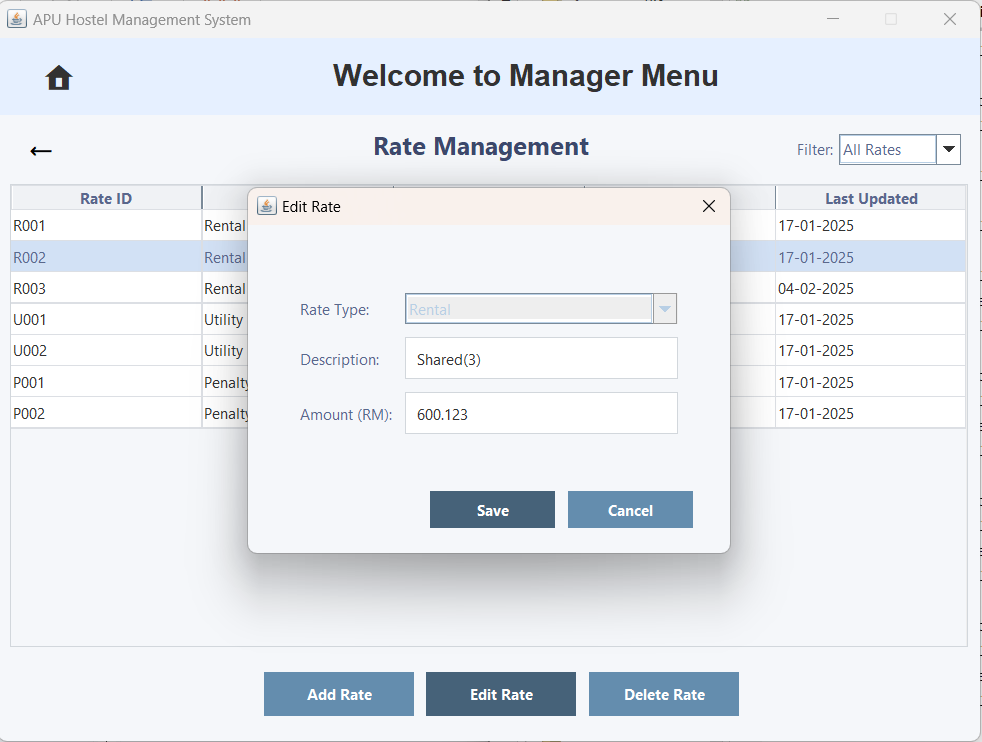 APU Hostel Management System
Welcome to Manager Menu
Rate Management
Filter: All Rates
Rate ID Last Updated
R001 Rental 17-01-2025
R002 Rental 17-01-2025
R003 Rental 04-02-2025
U001 Utility 17-01-2025
U002 Utility 17-01-2025
P001 Penalty 17-01-2025
P002 Penalty 17-01-2025
Edit Rate
Rate Type: Rental
Description: Shared(3)
Amount (RM): 600.123
Save Cancel
Add Rate Edit Rate Delete Rate